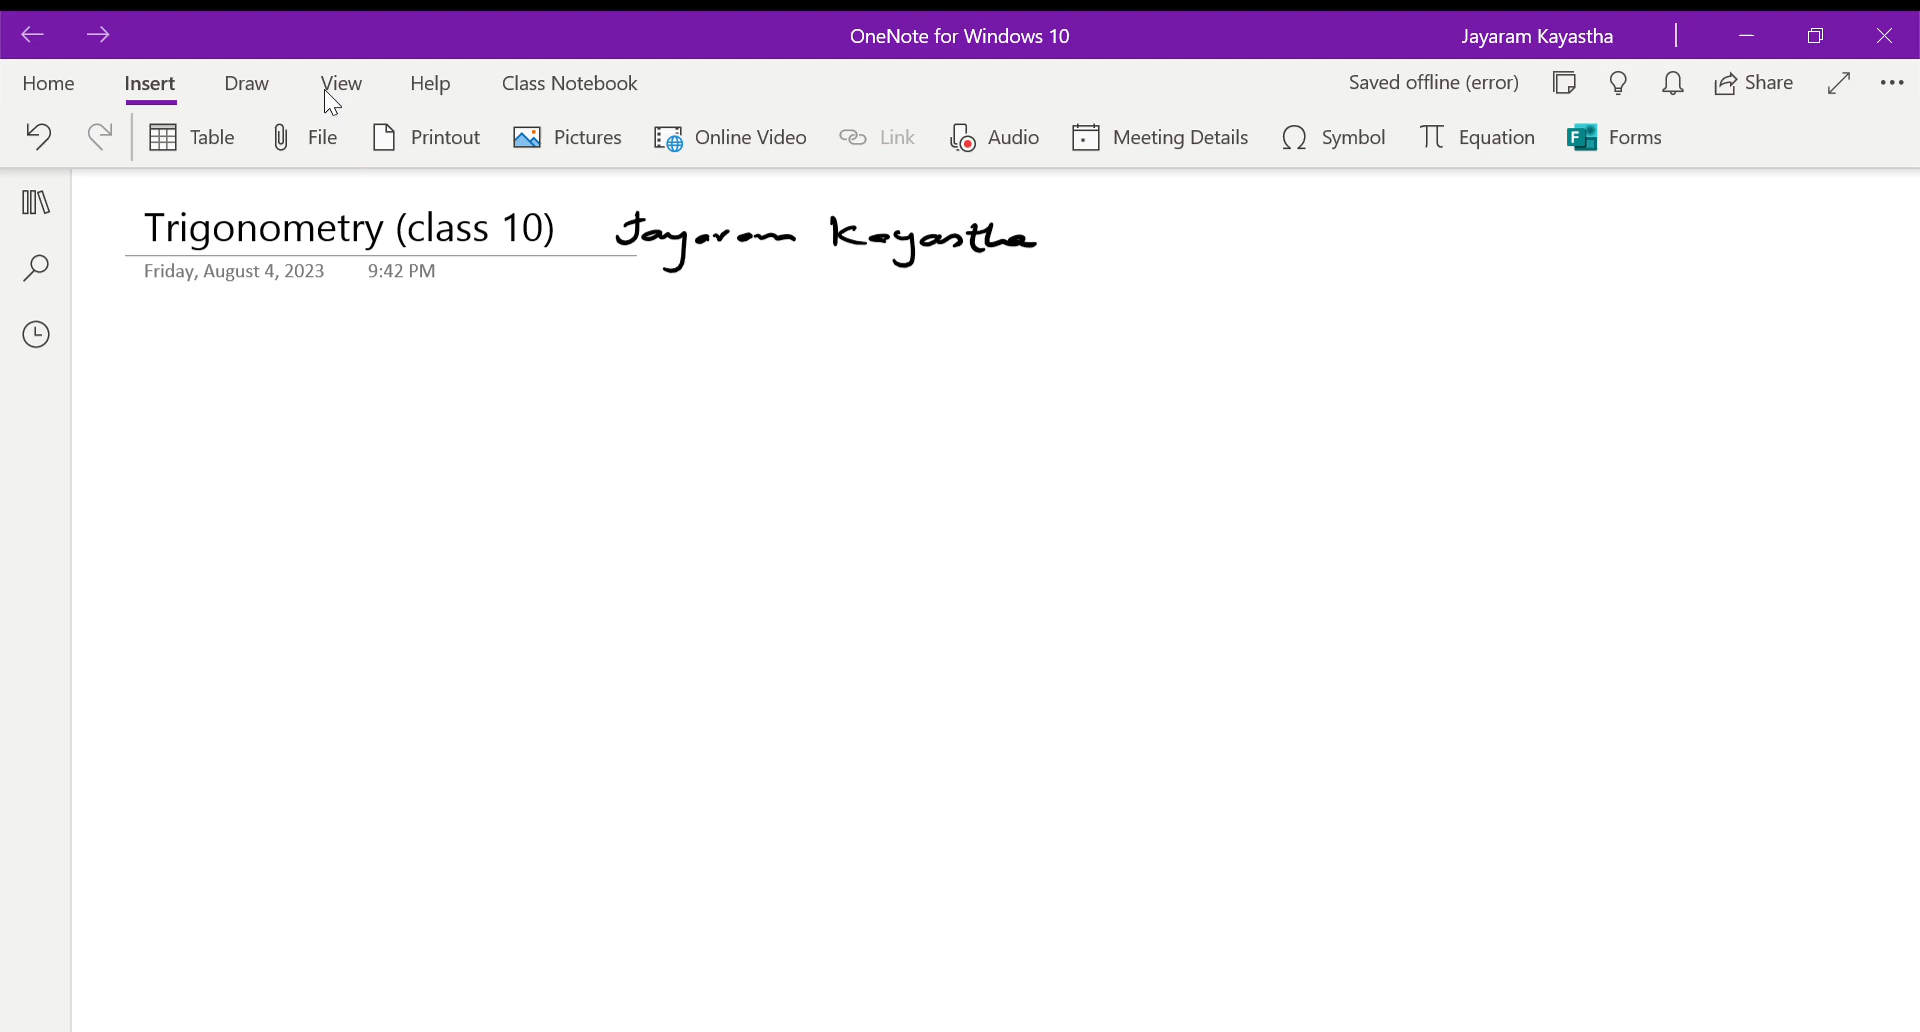 OneNote for Windows 10 Jayaram Kayastha
Home Insert Draw View Help Class Notebook Saved offline (error) Share
Table File Printout Pictures Online Video Link Audio Meeting Details Symbol Equation Forms
Trigonometry (class 10) Jayaram Kayastha
Friday, August 4, 2023 9:42 PM